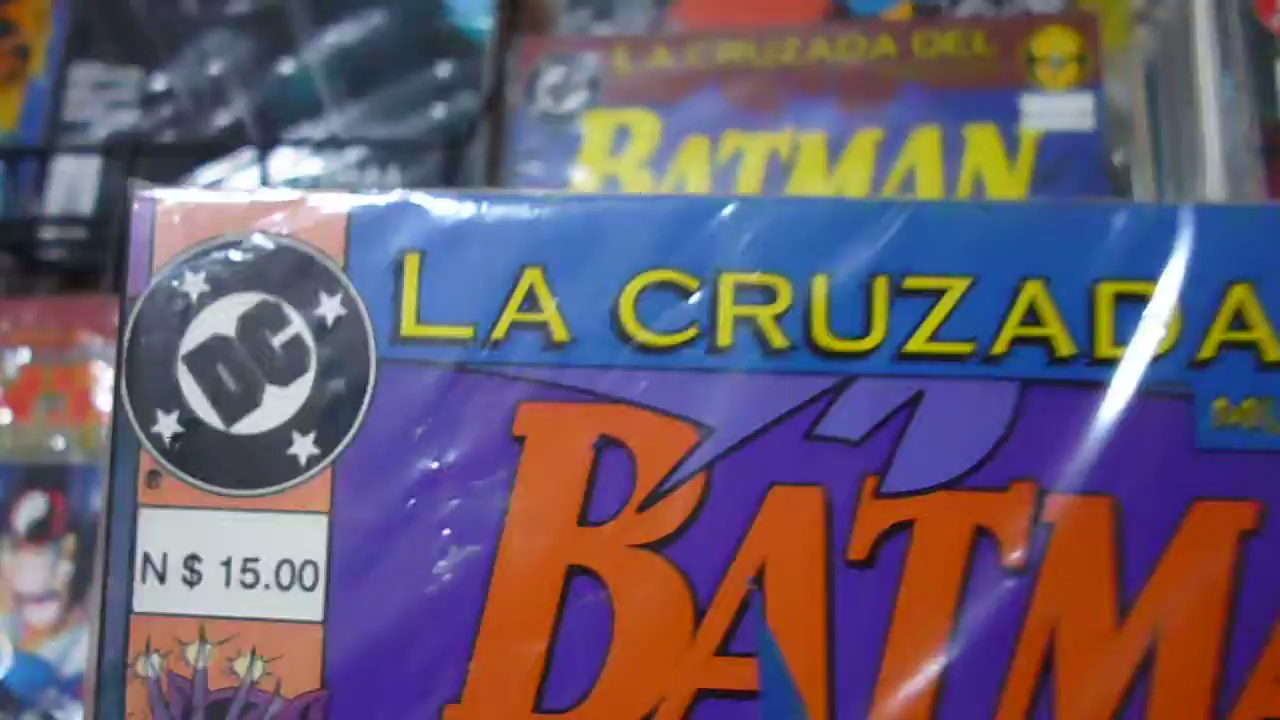 LA CRUZADA DEL
BATMAN
LA CRUZADA
DC
N $ 15.00
BATM